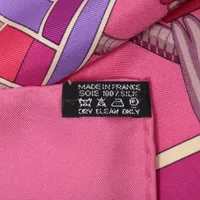 MADE IN FRANCE
SOIE 100% SILK
DRY CLEAN ONLY